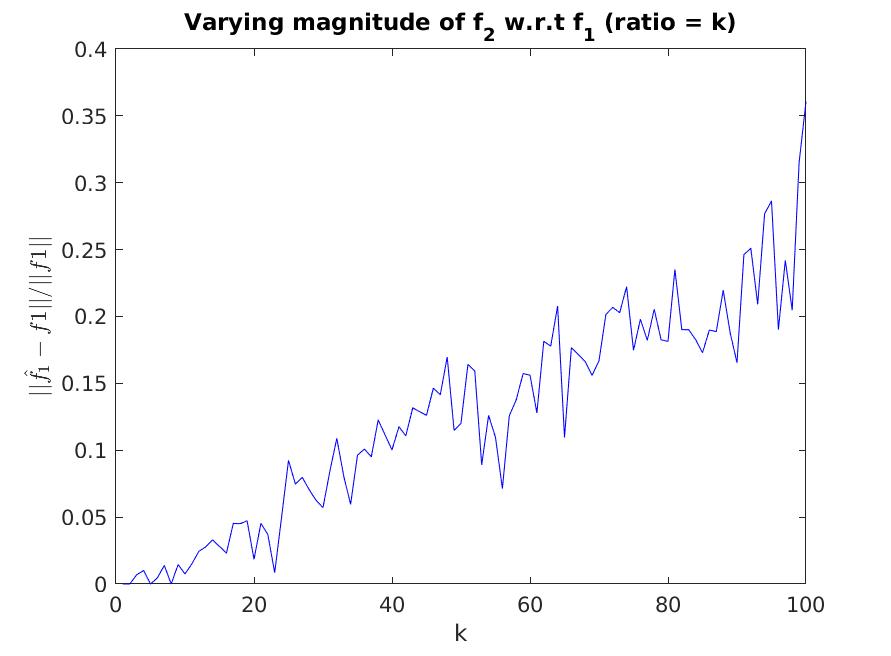 Varying magnitude of f₂ w.r.t f₁ (ratio = k)
||f̂₁ − f1||/||f1||
0.4
0.35
0.3
0.25
0.2
0.15
0.1
0.05
0
0 20 40 60 80 100
k